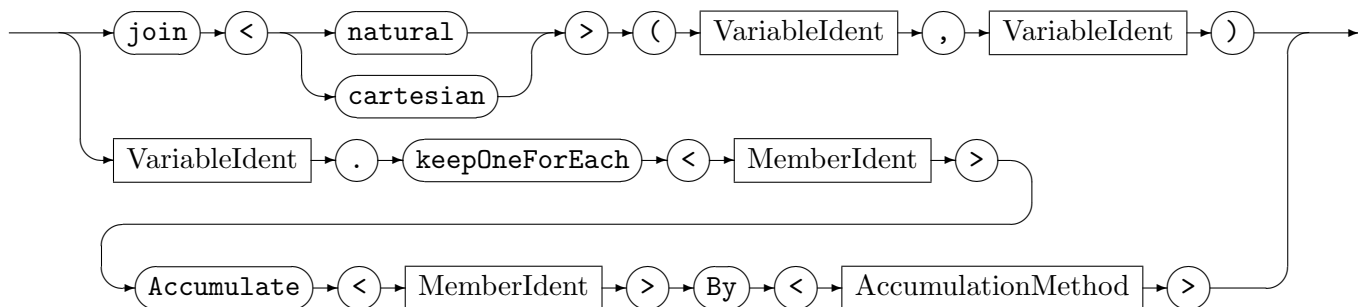 join < natural > ( VariableIdent , VariableIdent )
cartesian
VariableIdent . keepOneForEach < MemberIdent >
Accumulate < MemberIdent > By < AccumulationMethod >